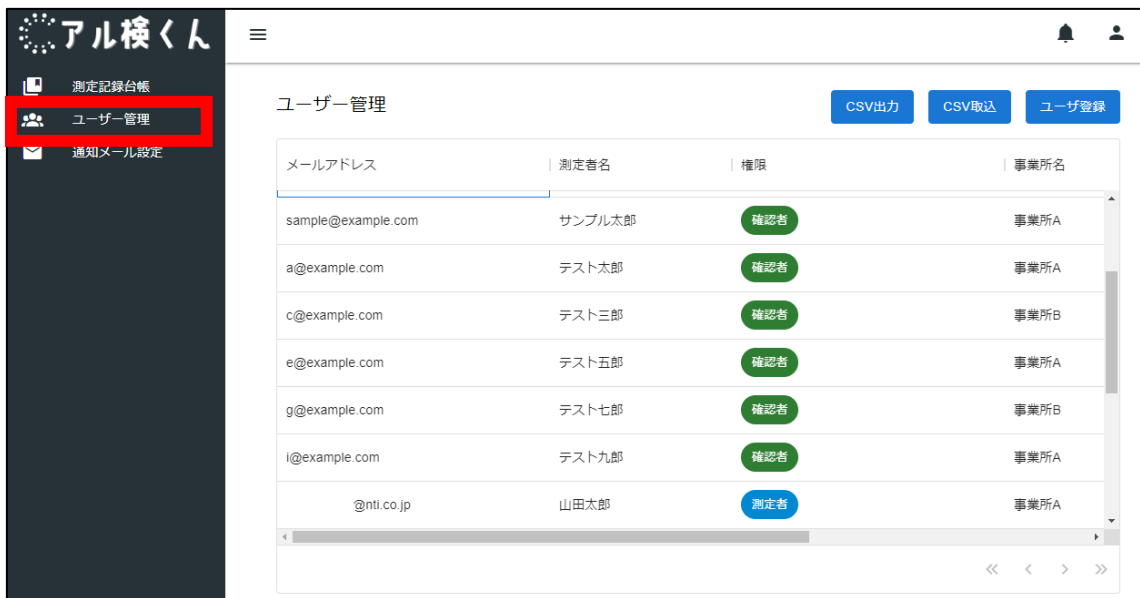 アル検くん
測定記録台帳
ユーザー管理
通知メール設定
ユーザー管理
CSV出力 CSV取込 ユーザ登録
メールアドレス 測定者名 権限 事業所名
sample@example.com サンプル太郎 確認者 事業所A
a@example.com テスト太郎 確認者 事業所A
c@example.com テスト三郎 確認者 事業所B
e@example.com テスト五郎 確認者 事業所A
g@example.com テスト七郎 確認者 事業所B
i@example.com テスト九郎 確認者 事業所A
@nti.co.jp 山田太郎 測定者 事業所A